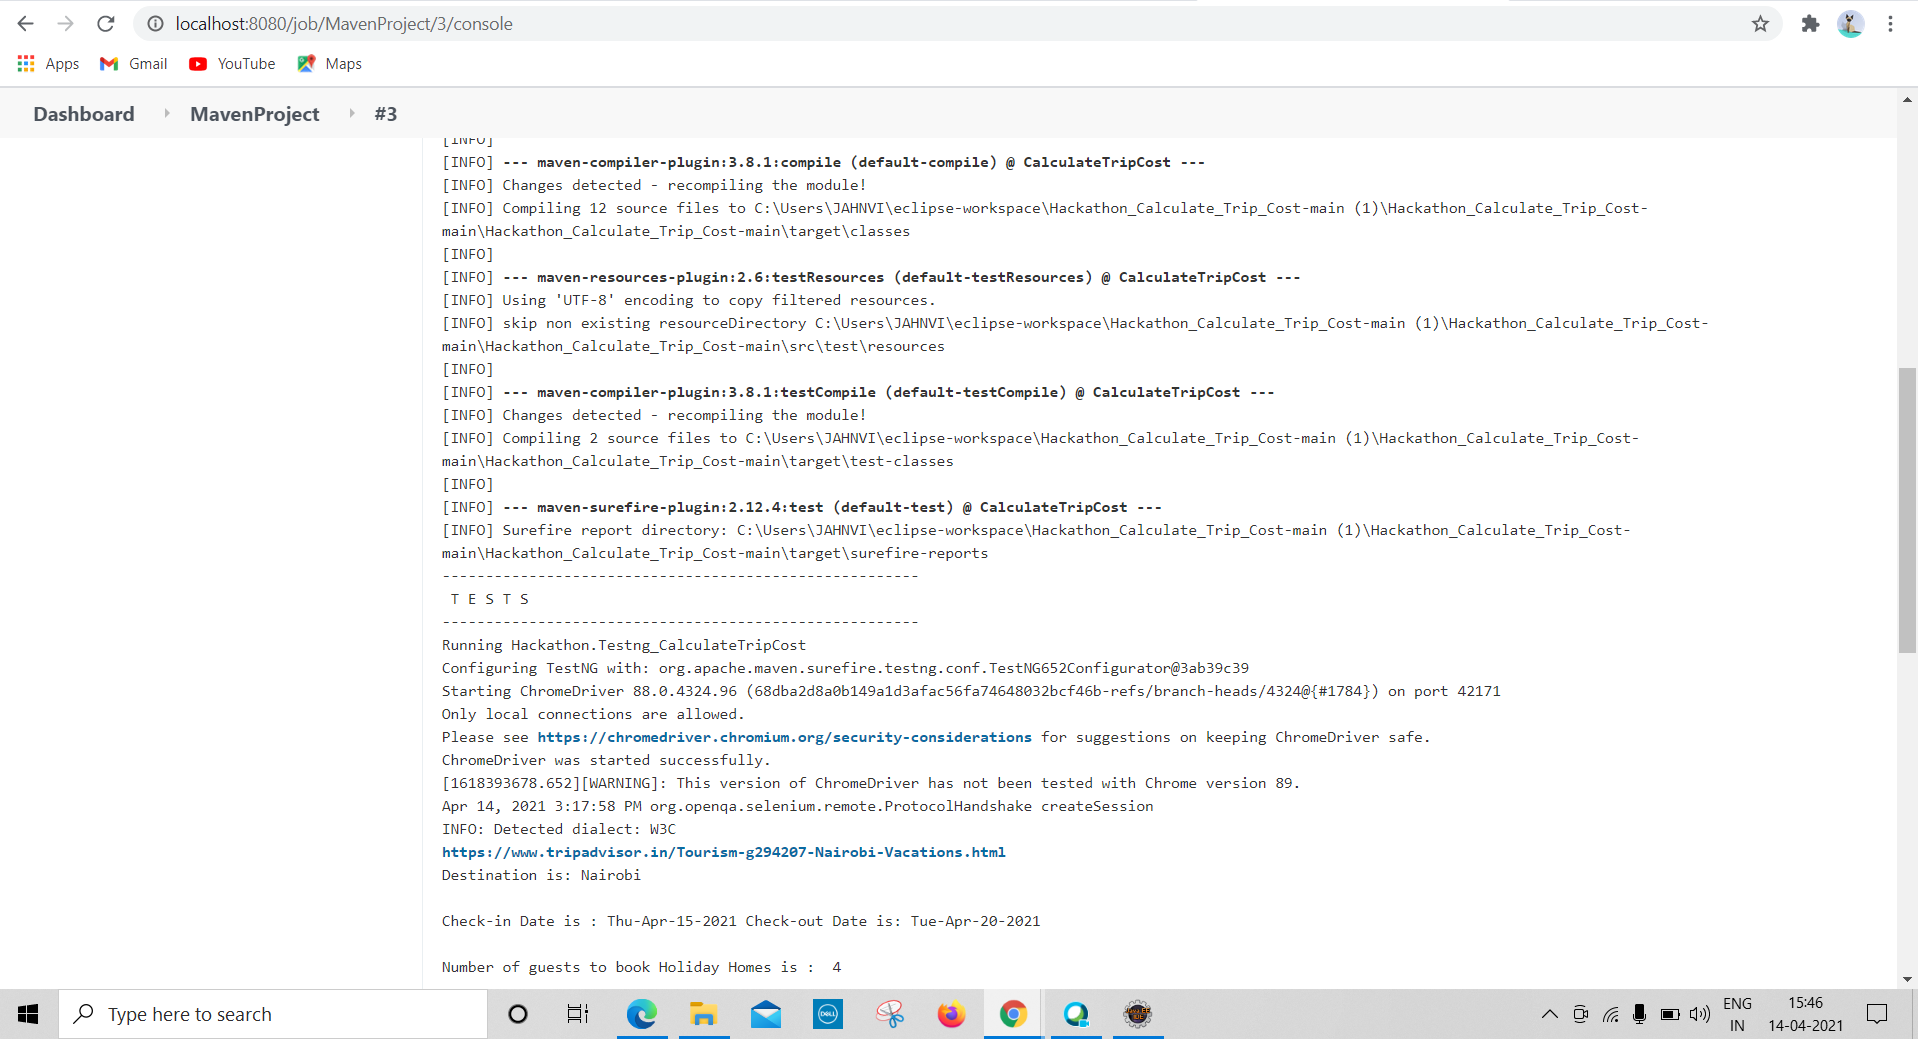 localhost:8080/job/MavenProject/3/console
Apps Gmail YouTube Maps
Dashboard MavenProject #3
[INFO]
[INFO] --- maven-compiler-plugin:3.8.1:compile (default-compile) @ CalculateTripCost ---
[INFO] Changes detected - recompiling the module!
[INFO] Compiling 12 source files to C:\Users\JAHNVI\eclipse-workspace\Hackathon_Calculate_Trip_Cost-main (1)\Hackathon_Calculate_Trip_Cost-
main\Hackathon_Calculate_Trip_Cost-main\target\classes
[INFO]
[INFO] --- maven-resources-plugin:2.6:testResources (default-testResources) @ CalculateTripCost ---
[INFO] Using 'UTF-8' encoding to copy filtered resources.
[INFO] skip non existing resourceDirectory C:\Users\JAHNVI\eclipse-workspace\Hackathon_Calculate_Trip_Cost-main (1)\Hackathon_Calculate_Trip_Cost-
main\Hackathon_Calculate_Trip_Cost-main\src\test\resources
[INFO]
[INFO] --- maven-compiler-plugin:3.8.1:testCompile (default-testCompile) @ CalculateTripCost ---
[INFO] Changes detected - recompiling the module!
[INFO] Compiling 2 source files to C:\Users\JAHNVI\eclipse-workspace\Hackathon_Calculate_Trip_Cost-main (1)\Hackathon_Calculate_Trip_Cost-
main\Hackathon_Calculate_Trip_Cost-main\target\test-classes
[INFO]
[INFO] --- maven-surefire-plugin:2.12.4:test (default-test) @ CalculateTripCost ---
[INFO] Surefire report directory: C:\Users\JAHNVI\eclipse-workspace\Hackathon_Calculate_Trip_Cost-main (1)\Hackathon_Calculate_Trip_Cost-
main\Hackathon_Calculate_Trip_Cost-main\target\surefire-reports
-------------------------------------------------------
T E S T S
-------------------------------------------------------
Running Hackathon.Testng_CalculateTripCost
Configuring TestNG with: org.apache.maven.surefire.testng.conf.TestNG652Configurator@3ab39c39
Starting ChromeDriver 88.0.4324.96 (68dba2d8a0b149a1d3afac56fa74648032bcf46b-refs/branch-heads/4324@{#1784}) on port 42171
Only local connections are allowed.
Please see https://chromedriver.chromium.org/security-considerations for suggestions on keeping ChromeDriver safe.
ChromeDriver was started successfully.
[1618393678.652][WARNING]: This version of ChromeDriver has not been tested with Chrome version 89.
Apr 14, 2021 3:17:58 PM org.openqa.selenium.remote.ProtocolHandshake createSession
INFO: Detected dialect: W3C
https://www.tripadvisor.in/Tourism-g294207-Nairobi-Vacations.html
Destination is: Nairobi
Check-in Date is : Thu-Apr-15-2021 Check-out Date is: Tue-Apr-20-2021
Number of guests to book Holiday Homes is :  4
Type here to search
DELL
ENG
IN
15:46
14-04-2021